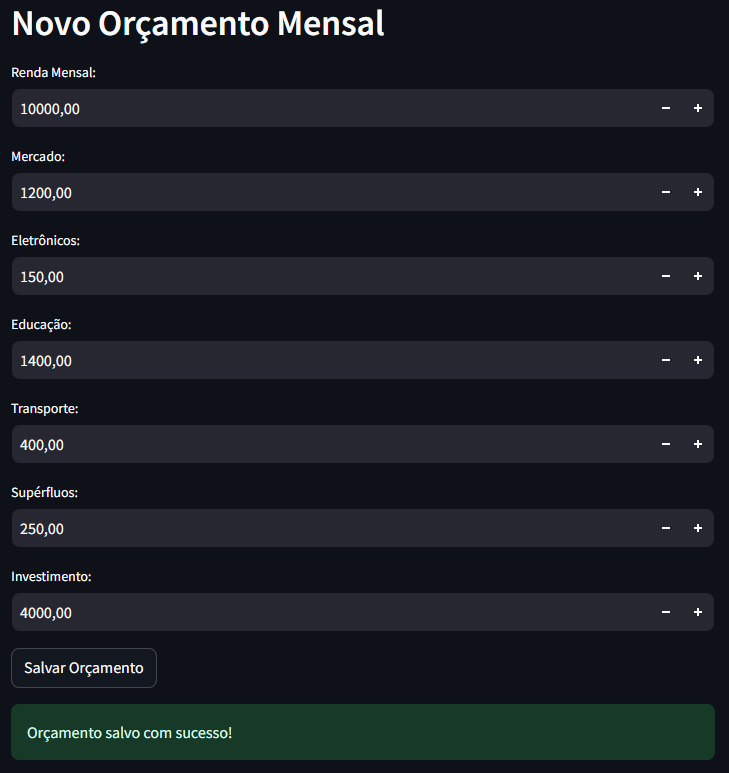 Novo Orçamento Mensal
Renda Mensal:
10000,00
Mercado:
1200,00
Eletrônicos:
150,00
Educação:
1400,00
Transporte:
400,00
Supérfluos:
250,00
Investimento:
4000,00
Salvar Orçamento
Orçamento salvo com sucesso!